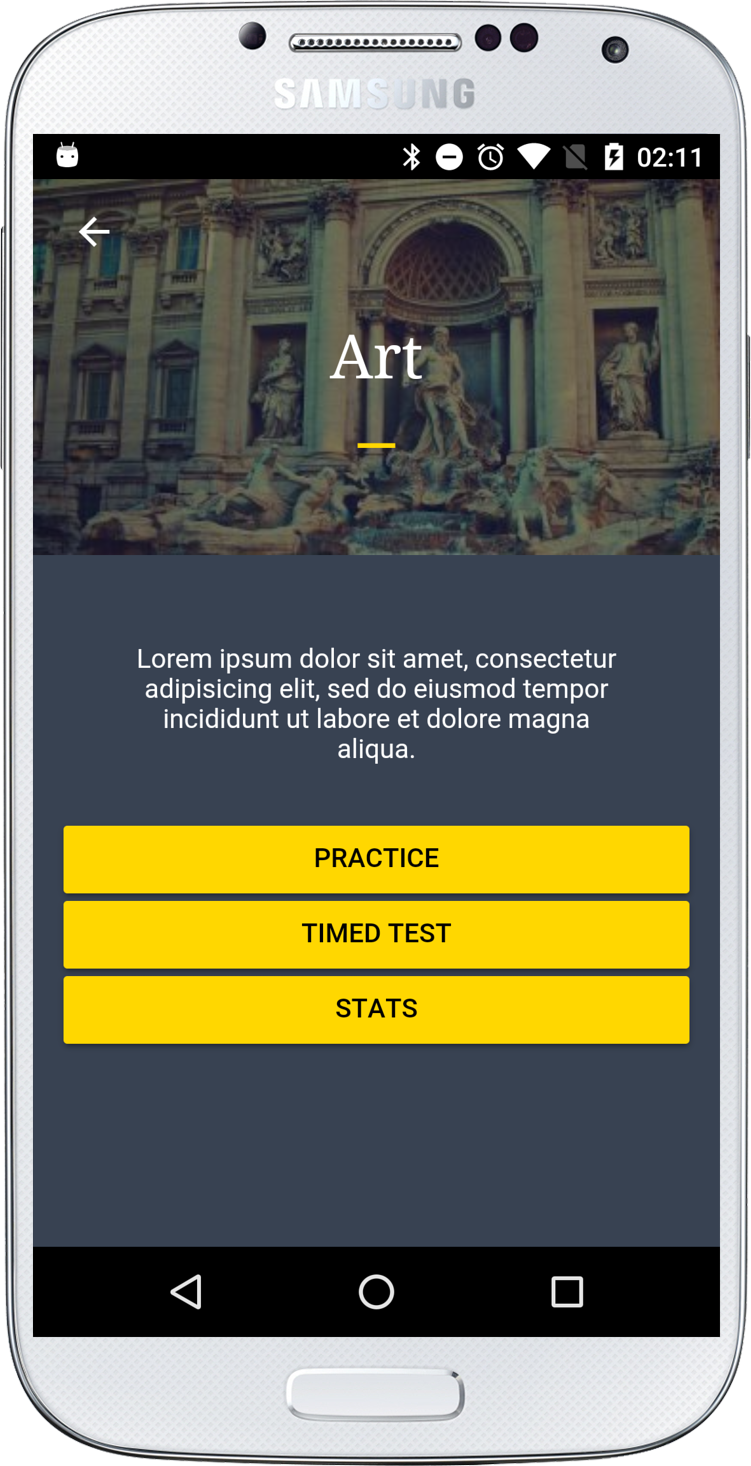 SAMSUNG
02:11
Art
Lorem ipsum dolor sit amet, consectetur
adipisicing elit, sed do eiusmod tempor
incididunt ut labore et dolore magna
aliqua.
PRACTICE
TIMED TEST
STATS